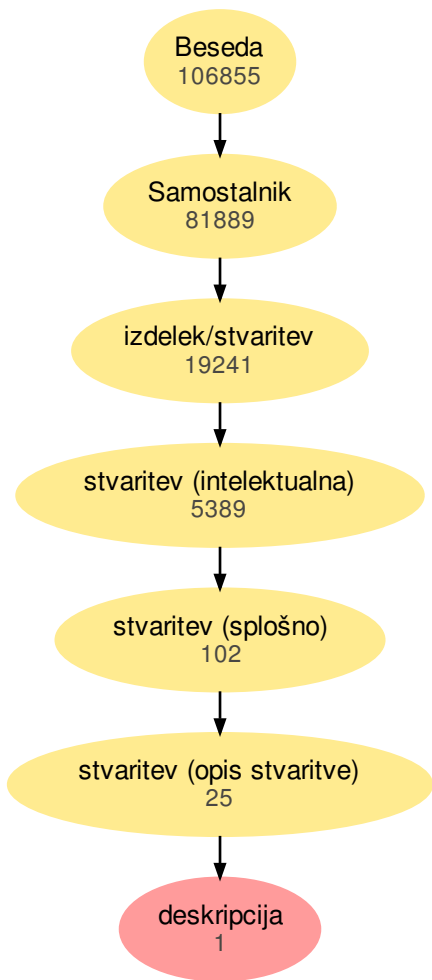 Beseda
106855
Samostalnik
81889
izdelek/stvaritev
19241
stvaritev (intelektualna)
5389
stvaritev (splošno)
102
stvaritev (opis stvaritve)
25
deskripcija
1